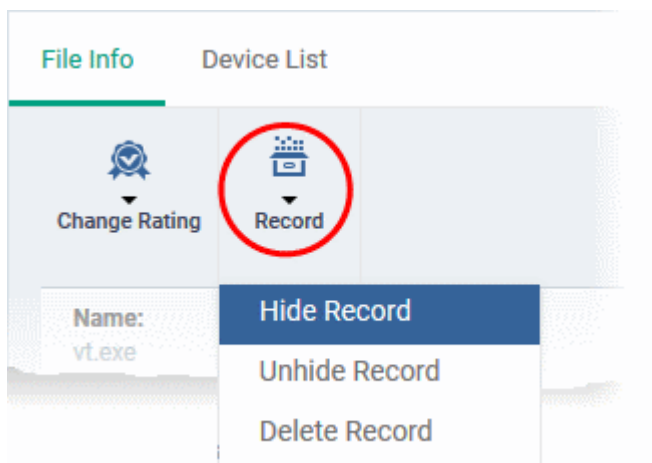 File Info Device List
Change Rating Record
Hide Record
Name:
vt.exe
Unhide Record
Delete Record